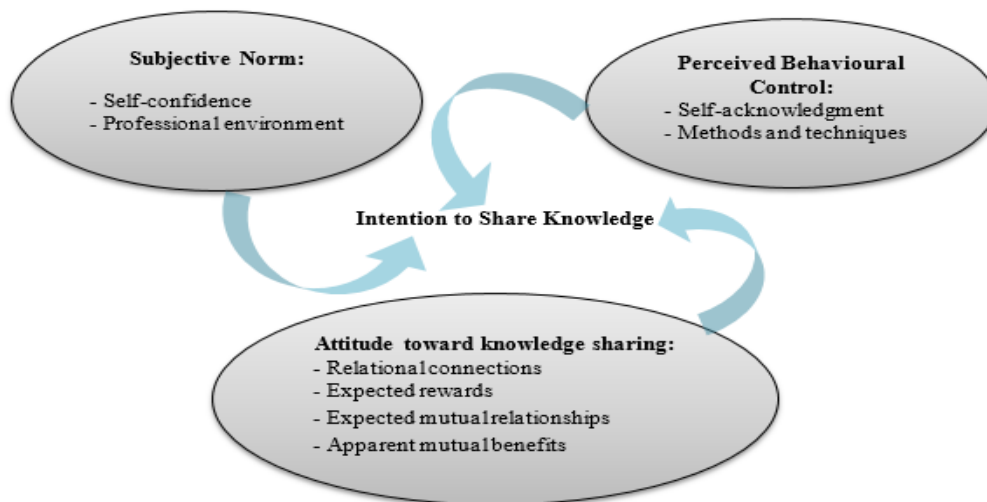 Subjective Norm:
- Self-confidence
- Professional environment
Perceived Behavioural
Control:
- Self-acknowledgment
- Methods and techniques
Intention to Share Knowledge
Attitude toward knowledge sharing:
- Relational connections
- Expected rewards
- Expected mutual relationships
- Apparent mutual benefits